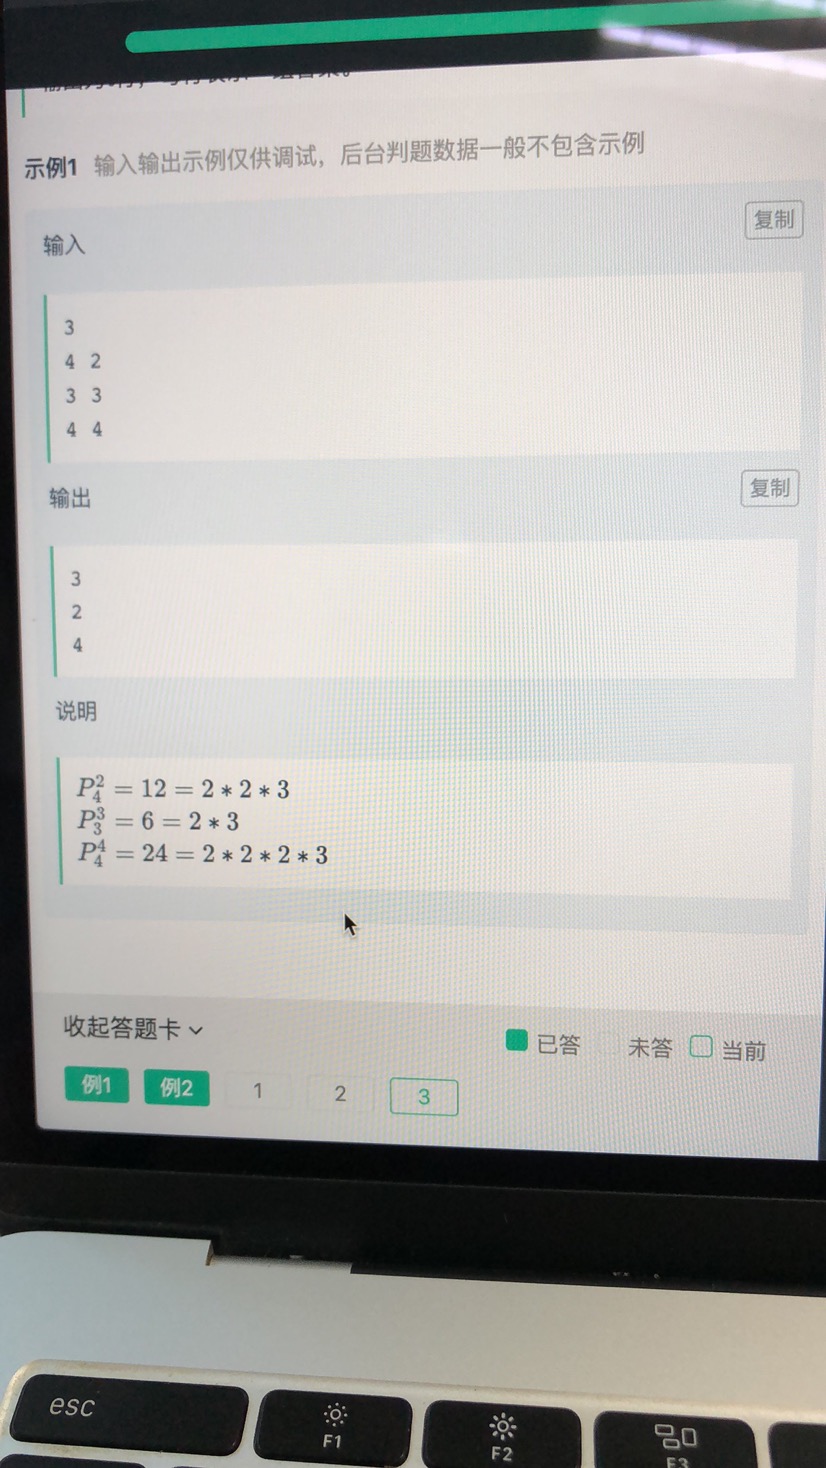 示例1 输入输出示例仅供调试，后台判题数据一般不包含示例
输入
复制
3
4 2
3 3
4 4
输出
复制
3
2
4
说明
P_4^2 = 12 = 2 * 2 * 3
P_3^3 = 6 = 2 * 3
P_4^4 = 24 = 2 * 2 * 2 * 3
收起答题卡
已答 未答 当前
例1 例2 1 2 3
esc
F1
F2
F3